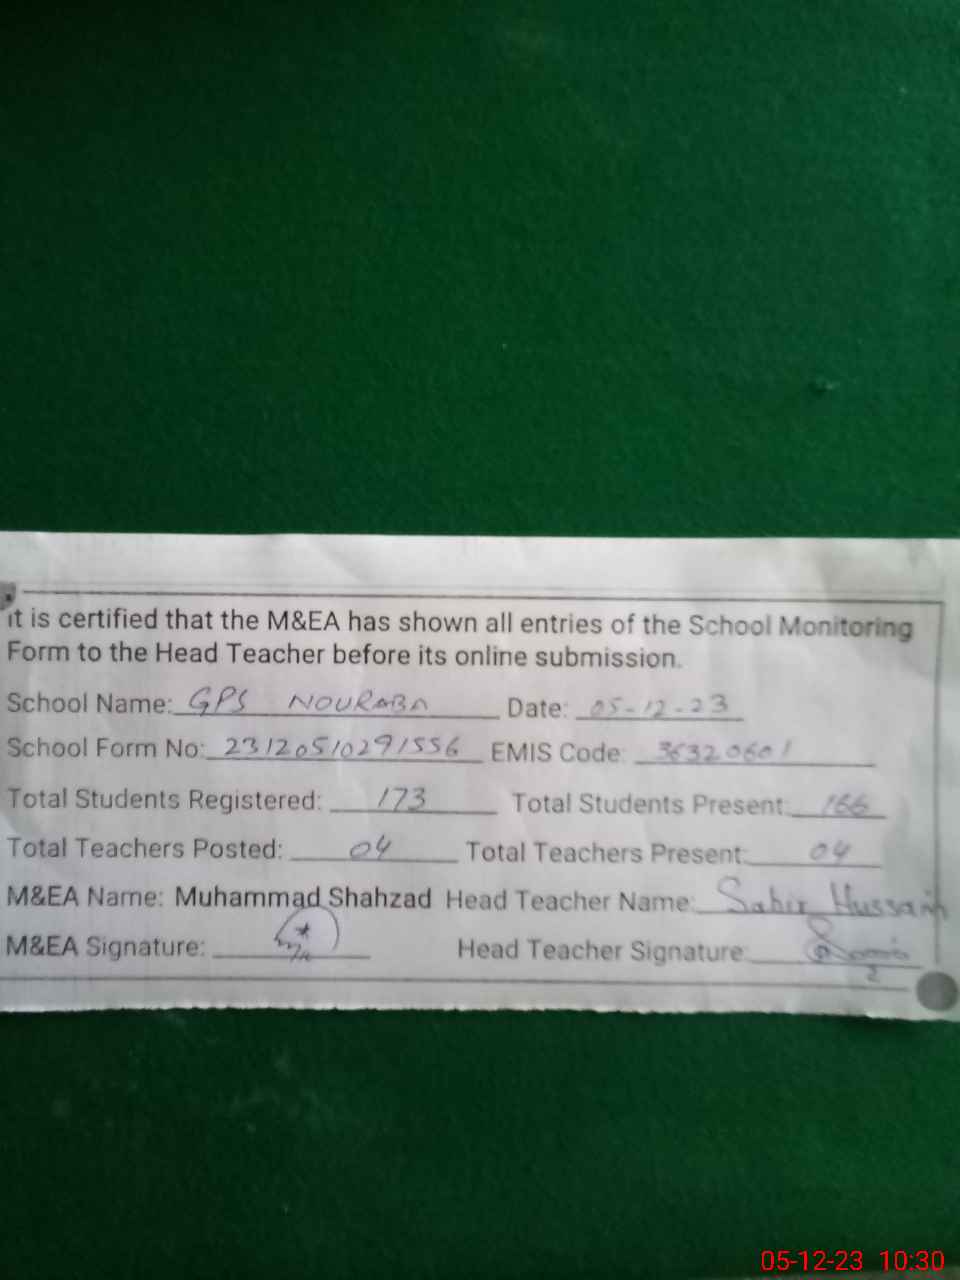 it is certified that the M&EA has shown all entries of the School Monitoring
Form to the Head Teacher before its online submission.
School Name: GPS NOURABA Date: 05-12-23
School Form No: 23120510291556 EMIS Code: 36320601
Total Students Registered: 173 Total Students Present: 166
Total Teachers Posted: 04 Total Teachers Present: 04
M&EA Name: Muhammad Shahzad Head Teacher Name: Sabir Hussain
M&EA Signature: Head Teacher Signature:
05-12-23 10:30